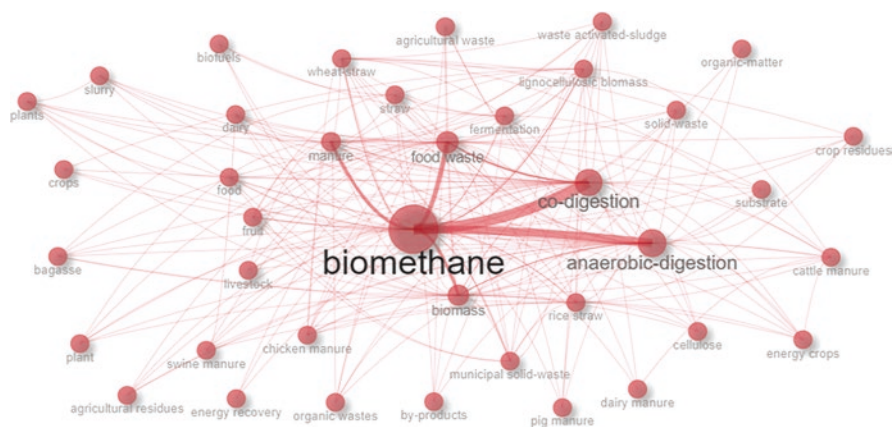 waste activated-sludge
agricultural waste
biofuels
organic-matter
wheat-straw
lignocellulosic biomass
slurry
straw
plants
dairy
fermentation
solid-waste
crop residues
manure
food waste
crops
food
co-digestion
substrate
fruit
biomethane
anaerobic-digestion
bagasse
livestock
cattle manure
biomass
rice straw
plant
swine manure
chicken manure
cellulose
energy crops
municipal solid-waste
agricultural residues
energy recovery
organic wastes
by-products
pig manure
dairy manure